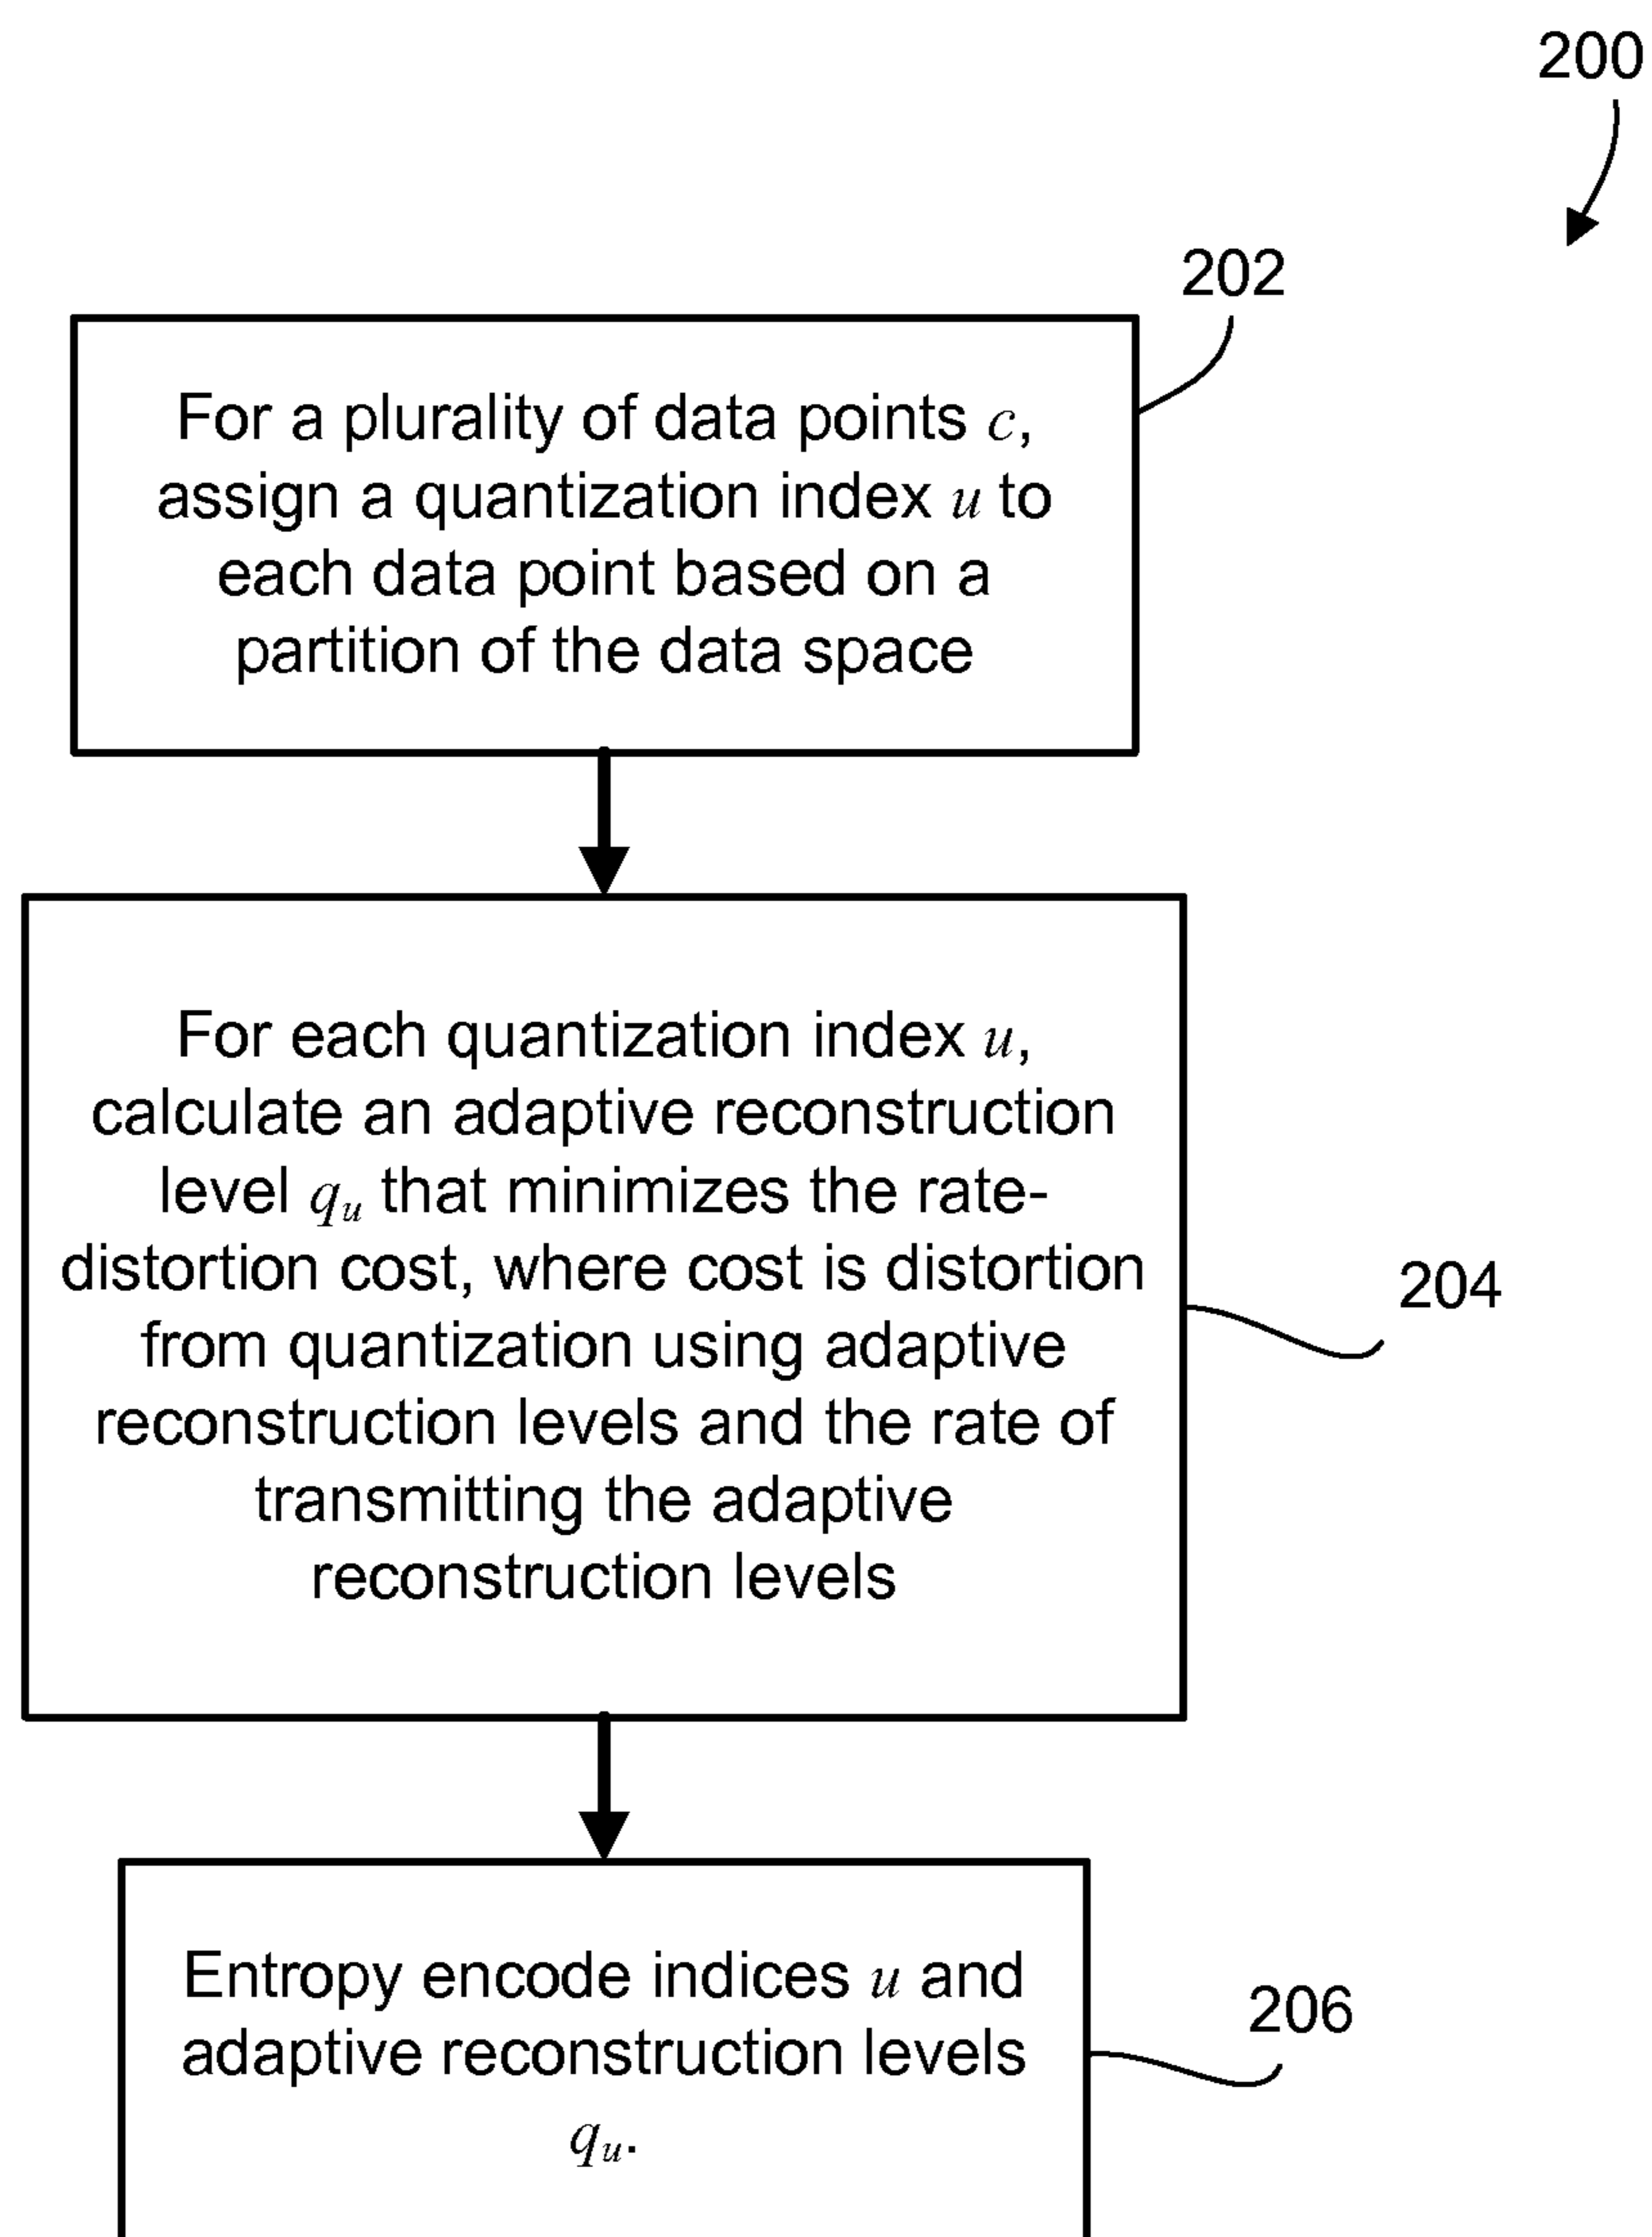 200
202
For a plurality of data points c,
assign a quantization index u to
each data point based on a
partition of the data space
For each quantization index u,
calculate an adaptive reconstruction
level qu that minimizes the rate-
distortion cost, where cost is distortion
from quantization using adaptive
reconstruction levels and the rate of
transmitting the adaptive
reconstruction levels
204
Entropy encode indices u and
adaptive reconstruction levels
qu.
206